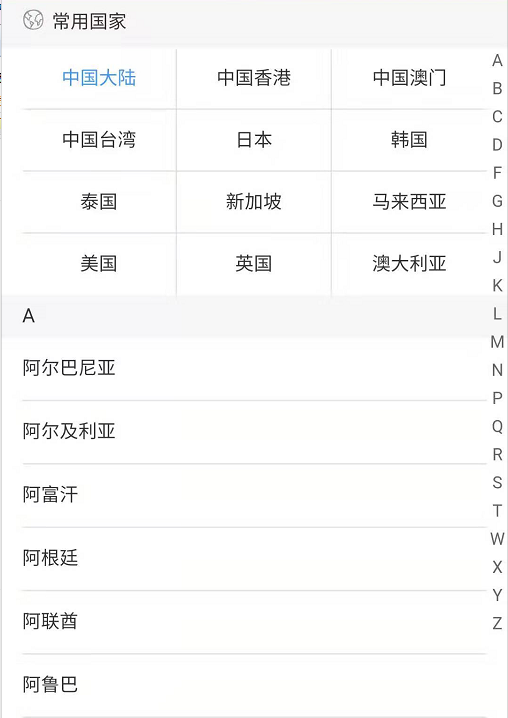 常用国家
中国大陆 中国香港 中国澳门
中国台湾 日本 韩国
泰国 新加坡 马来西亚
美国 英国 澳大利亚
A
阿尔巴尼亚
阿尔及利亚
阿富汗
阿根廷
阿联酋
阿鲁巴
A
B
C
D
F
G
H
J
K
L
M
N
P
Q
R
S
T
W
X
Y
Z